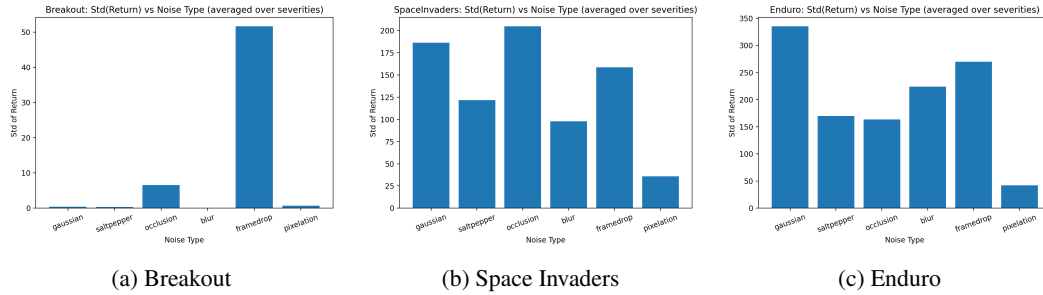 Breakout: Std(Return) vs Noise Type (averaged over severities)
Std of Return
50
40
30
20
10
0
gaussian
saltpepper
occlusion
blur
framedrop
pixelation
Noise Type
(a) Breakout
SpaceInvaders: Std(Return) vs Noise Type (averaged over severities)
Std of Return
200
175
150
125
100
75
50
25
0
gaussian
saltpepper
occlusion
blur
framedrop
pixelation
Noise Type
(b) Space Invaders
Enduro: Std(Return) vs Noise Type (averaged over severities)
Std of Return
350
300
250
200
150
100
50
0
gaussian
saltpepper
occlusion
blur
framedrop
pixelation
Noise Type
(c) Enduro